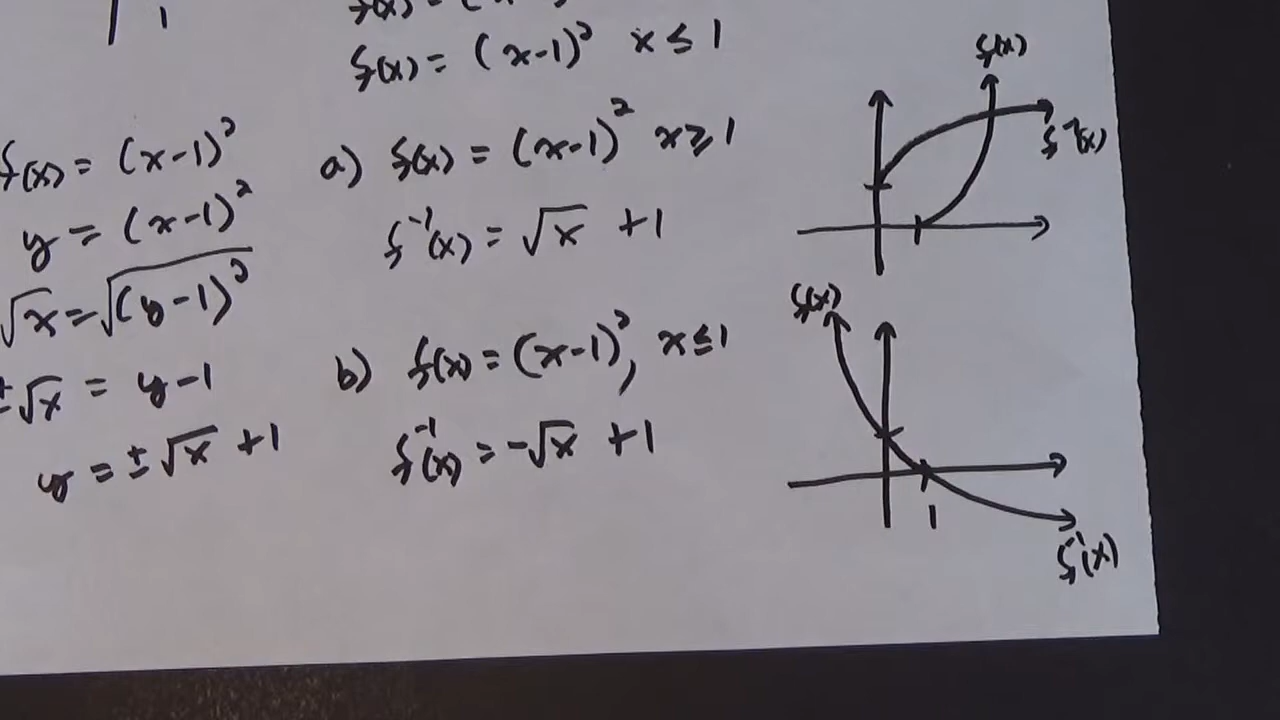 1
f(x) = (x-1)² x ≤ 1
f(x) = (x-1)²
y = (x-1)²
√x = √(y-1)²
±√x = y-1
y = ±√x +1
a) f(x) = (x-1)² x ≥ 1
f⁻¹(x) = √x +1
b) f(x) = (x-1)², x ≤ 1
f⁻¹(x) = -√x +1
f(x)
f⁻¹(x)
f(x)
1
f⁻¹(x)